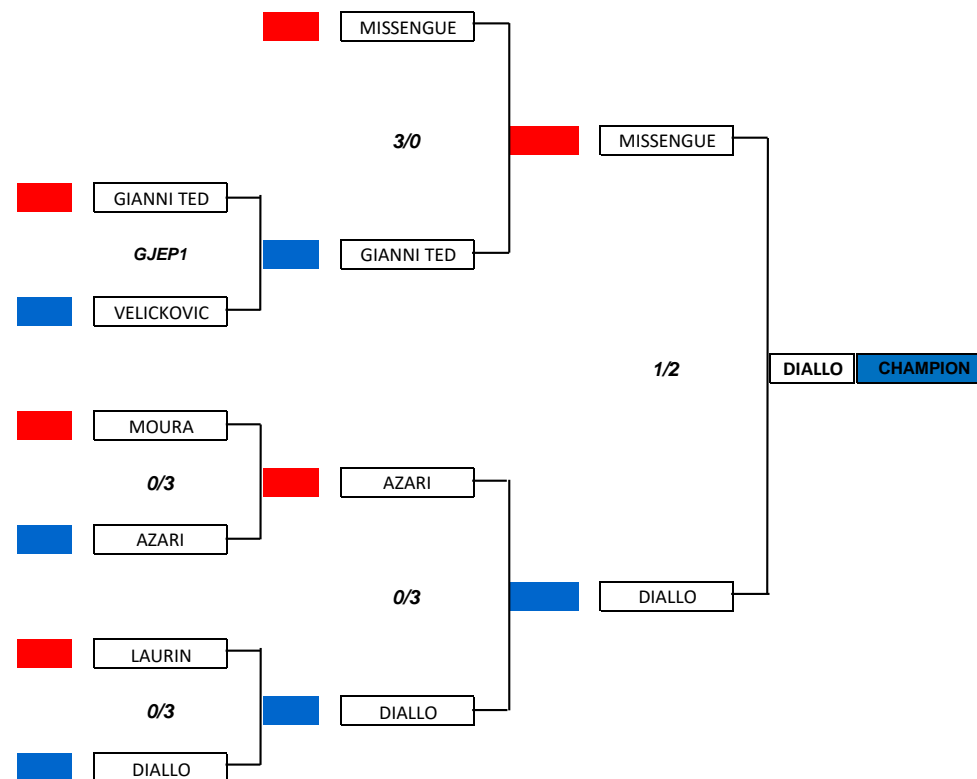 MISSENGUE
3/0
MISSENGUE
GIANNI TED
GJEP1
GIANNI TED
VELICKOVIC
1/2
DIALLO CHAMPION
MOURA
0/3
AZARI
AZARI
0/3
DIALLO
LAURIN
0/3
DIALLO
DIALLO